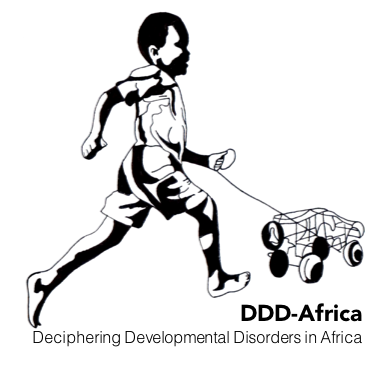 DDD-Africa
Deciphering Developmental Disorders in Africa